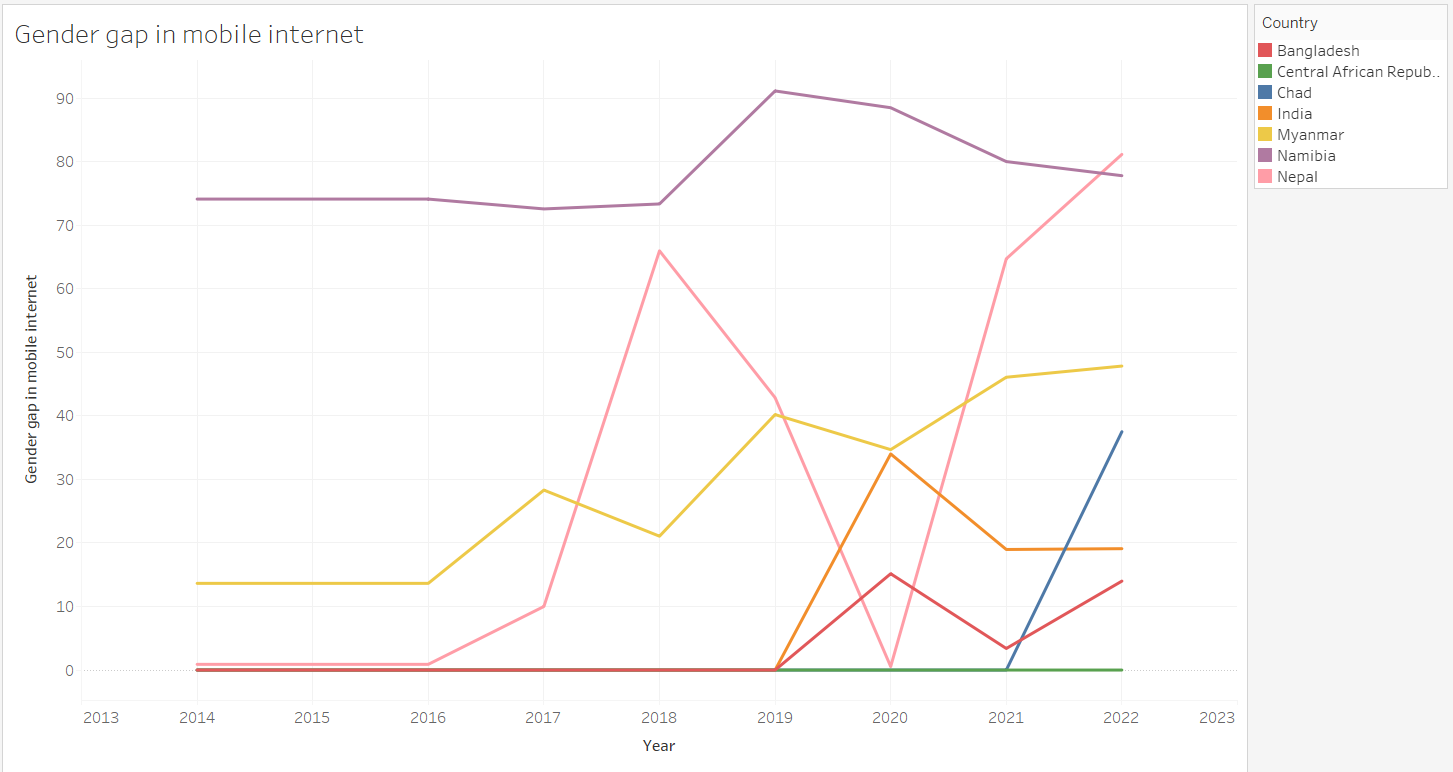 Gender gap in mobile internet
Gender gap in mobile internet
90
80
70
60
50
40
30
20
10
0
2013 2014 2015 2016 2017 2018 2019 2020 2021 2022 2023
Year
Country
Bangladesh
Central African Repub..
Chad
India
Myanmar
Namibia
Nepal